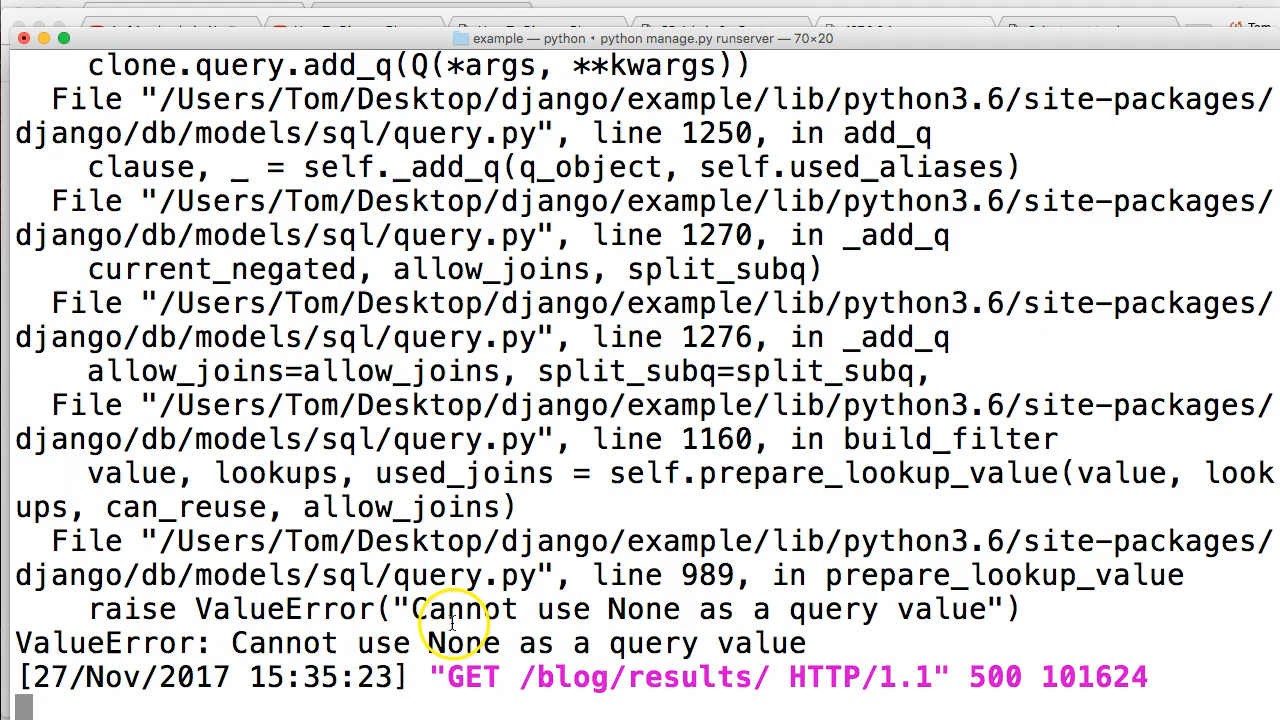 example — python ◂ python manage.py runserver — 70×20
clone.query.add_q(Q(*args, **kwargs))
File "/Users/Tom/Desktop/django/example/lib/python3.6/site-packages/
django/db/models/sql/query.py", line 1250, in add_q
clause, _ = self._add_q(q_object, self.used_aliases)
File "/Users/Tom/Desktop/django/example/lib/python3.6/site-packages/
django/db/models/sql/query.py", line 1270, in _add_q
current_negated, allow_joins, split_subq)
File "/Users/Tom/Desktop/django/example/lib/python3.6/site-packages/
django/db/models/sql/query.py", line 1276, in _add_q
allow_joins=allow_joins, split_subq=split_subq,
File "/Users/Tom/Desktop/django/example/lib/python3.6/site-packages/
django/db/models/sql/query.py", line 1160, in build_filter
value, lookups, used_joins = self.prepare_lookup_value(value, look
ups, can_reuse, allow_joins)
File "/Users/Tom/Desktop/django/example/lib/python3.6/site-packages/
django/db/models/sql/query.py", line 989, in prepare_lookup_value
raise ValueError("Cannot use None as a query value")
ValueError: Cannot use None as a query value
[27/Nov/2017 15:35:23] "GET /blog/results/ HTTP/1.1" 500 101624